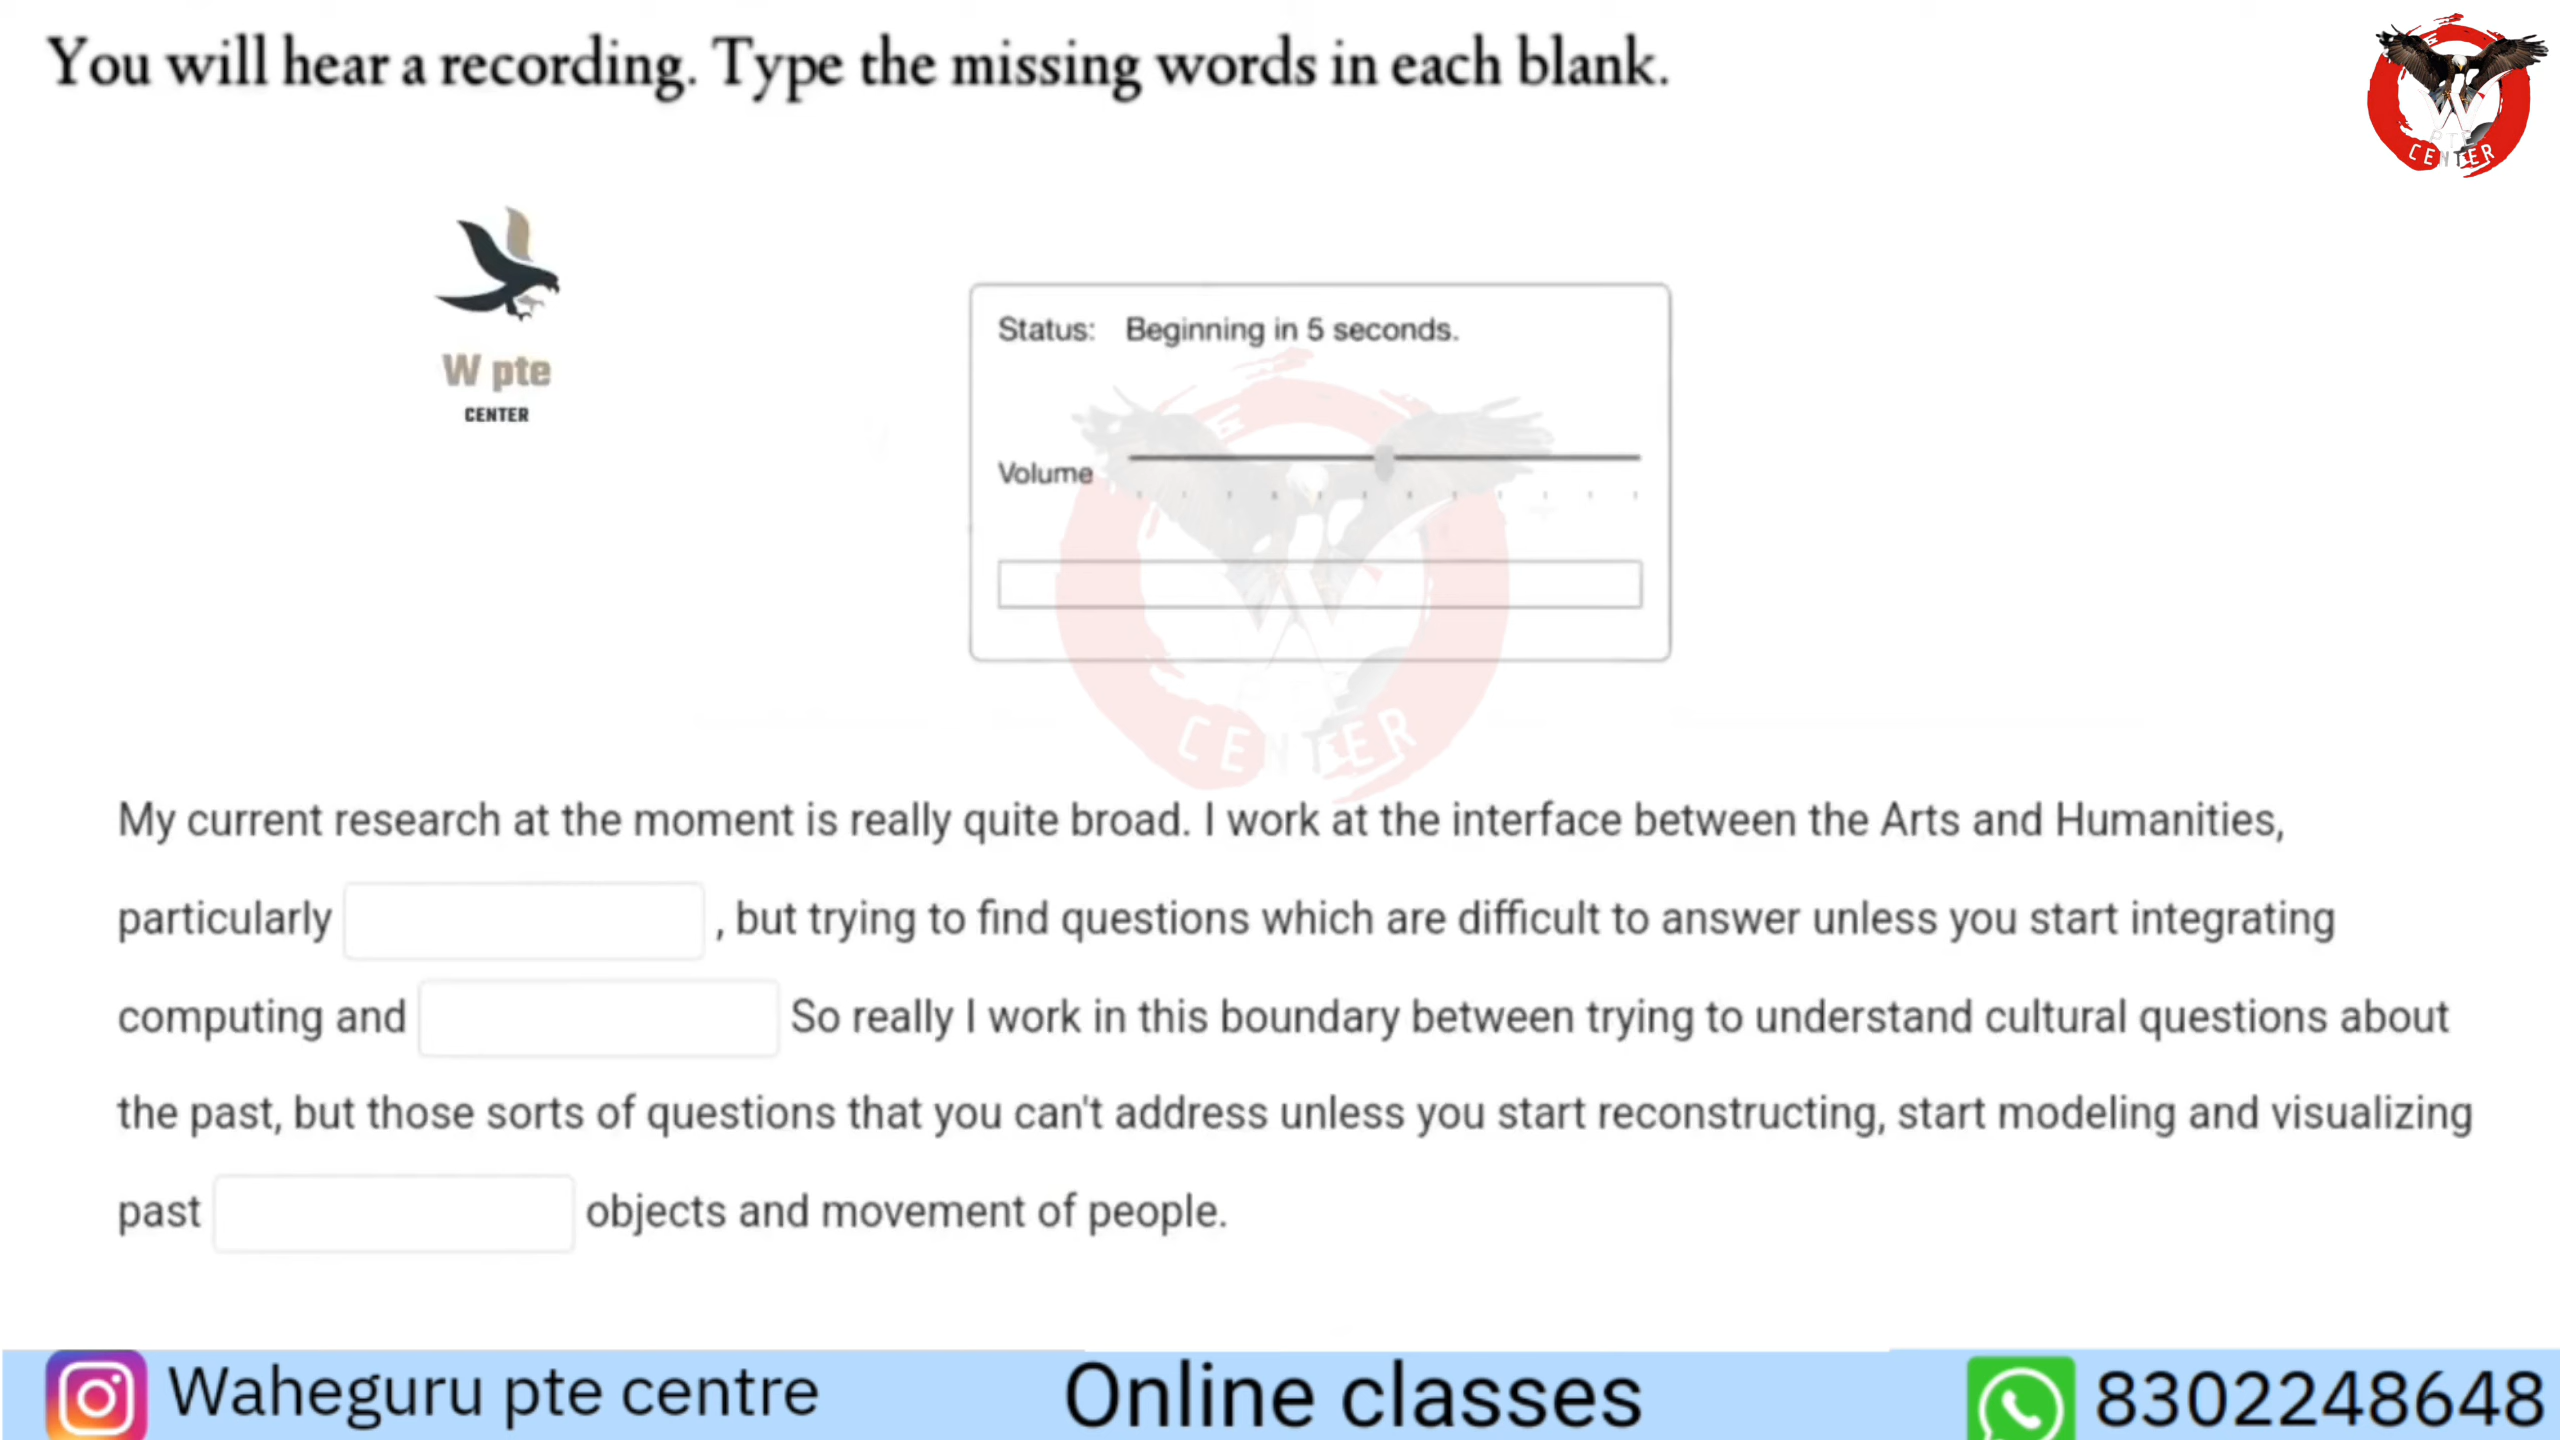 You will hear a recording. Type the missing words in each blank.
CENTER
W pte
CENTER
Status: Beginning in 5 seconds.
Volume
CENTER
My current research at the moment is really quite broad. I work at the interface between the Arts and Humanities,
particularly , but trying to find questions which are difficult to answer unless you start integrating
computing and So really I work in this boundary between trying to understand cultural questions about
the past, but those sorts of questions that you can't address unless you start reconstructing, start modeling and visualizing
past objects and movement of people.
Waheguru pte centre Online classes 8302248648